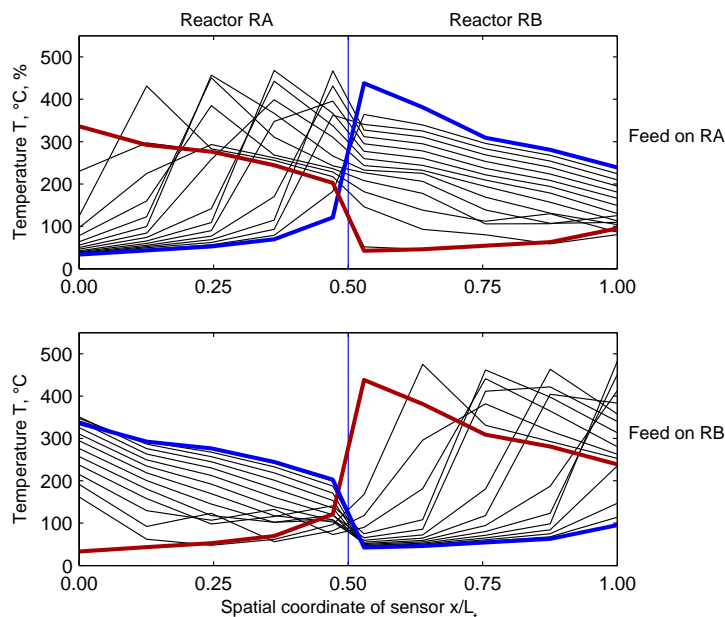 Reactor RA Reactor RB
Temperature T, °C, %
500
400
300
200
100
0
0.00 0.25 0.50 0.75 1.00
Feed on RA
Temperature T, °C
500
400
300
200
100
0
0.00 0.25 0.50 0.75 1.00
Feed on RB
Spatial coordinate of sensor x/Lt